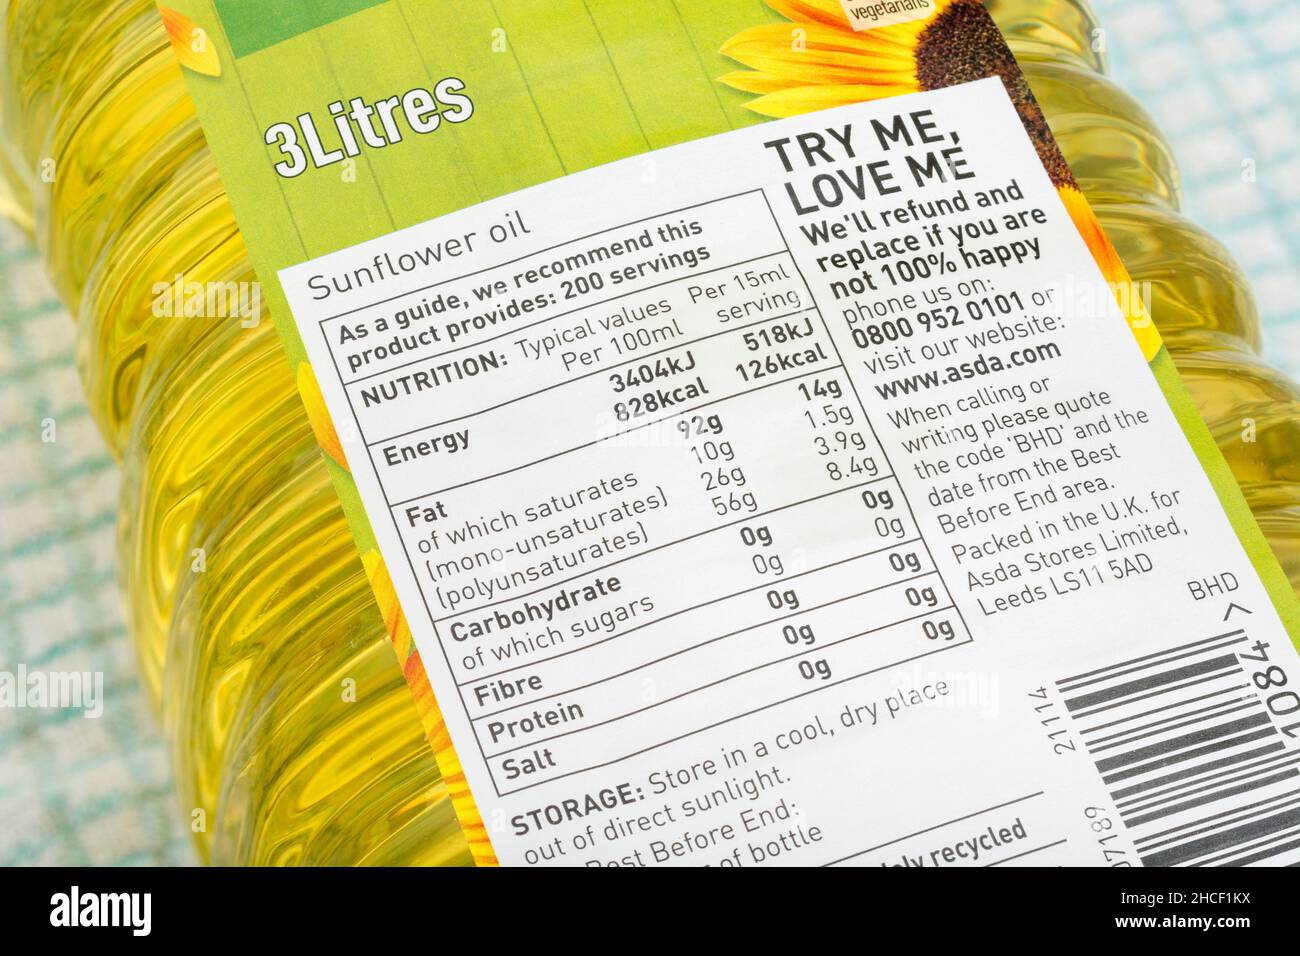 vegetarians
3Litres
Sunflower oil
As a guide, we recommend this
product provides: 200 servings
NUTRITION: Typical values Per 15ml
Per 100ml serving
Energy 3404kJ 518kJ
828kcal 126kcal
Fat 92g 14g
of which saturates 10g 1.5g
(mono-unsaturates) 26g 3.9g
(polyunsaturates) 56g 8.4g
Carbohydrate 0g 0g
of which sugars 0g 0g
Fibre 0g 0g
Protein 0g 0g
Salt 0g 0g
STORAGE: Store in a cool, dry place
out of direct sunlight.
Best Before End:
of bottle
recycled
TRY ME,
LOVE ME
We'll refund and
replace if you are
not 100% happy
phone us on:
0800 952 0101 or
visit our website:
www.asda.com
When calling or
writing please quote
the code 'BHD' and the
date from the Best
Before End area.
Packed in the U.K. for
Asda Stores Limited,
Leeds LS11 5AD
BHD
1084
21114
07189
alamy
Image ID: 2HCF1KX
www.alamy.com